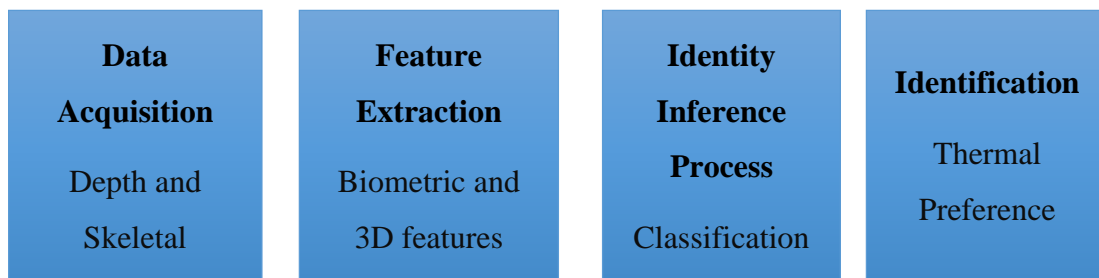 Data
Acquisition
Depth and
Skeletal
Feature
Extraction
Biometric and
3D features
Identity
Inference
Process
Classification
Identification
Thermal
Preference